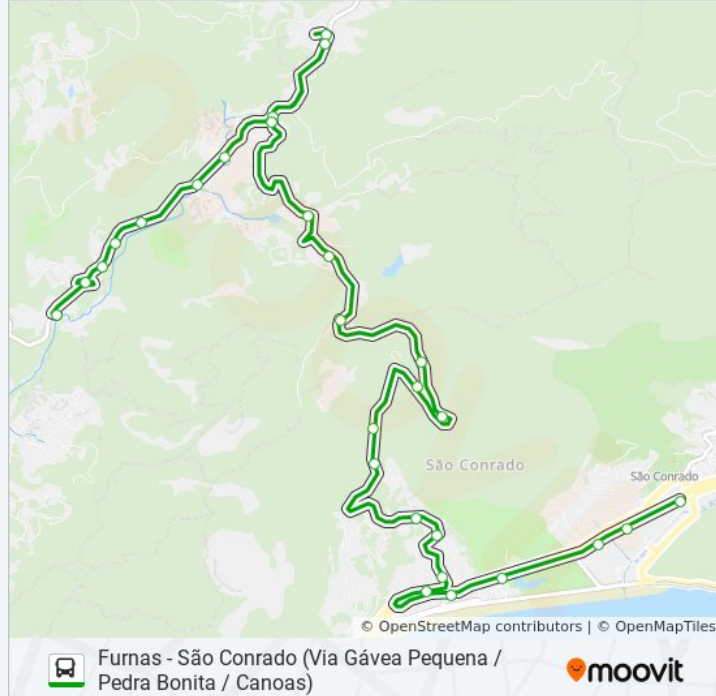 São Conrado
São Conrado
© OpenStreetMap contributors | © OpenMapTiles
Furnas - São Conrado (Via Gávea Pequena /
Pedra Bonita / Canoas)
moovit